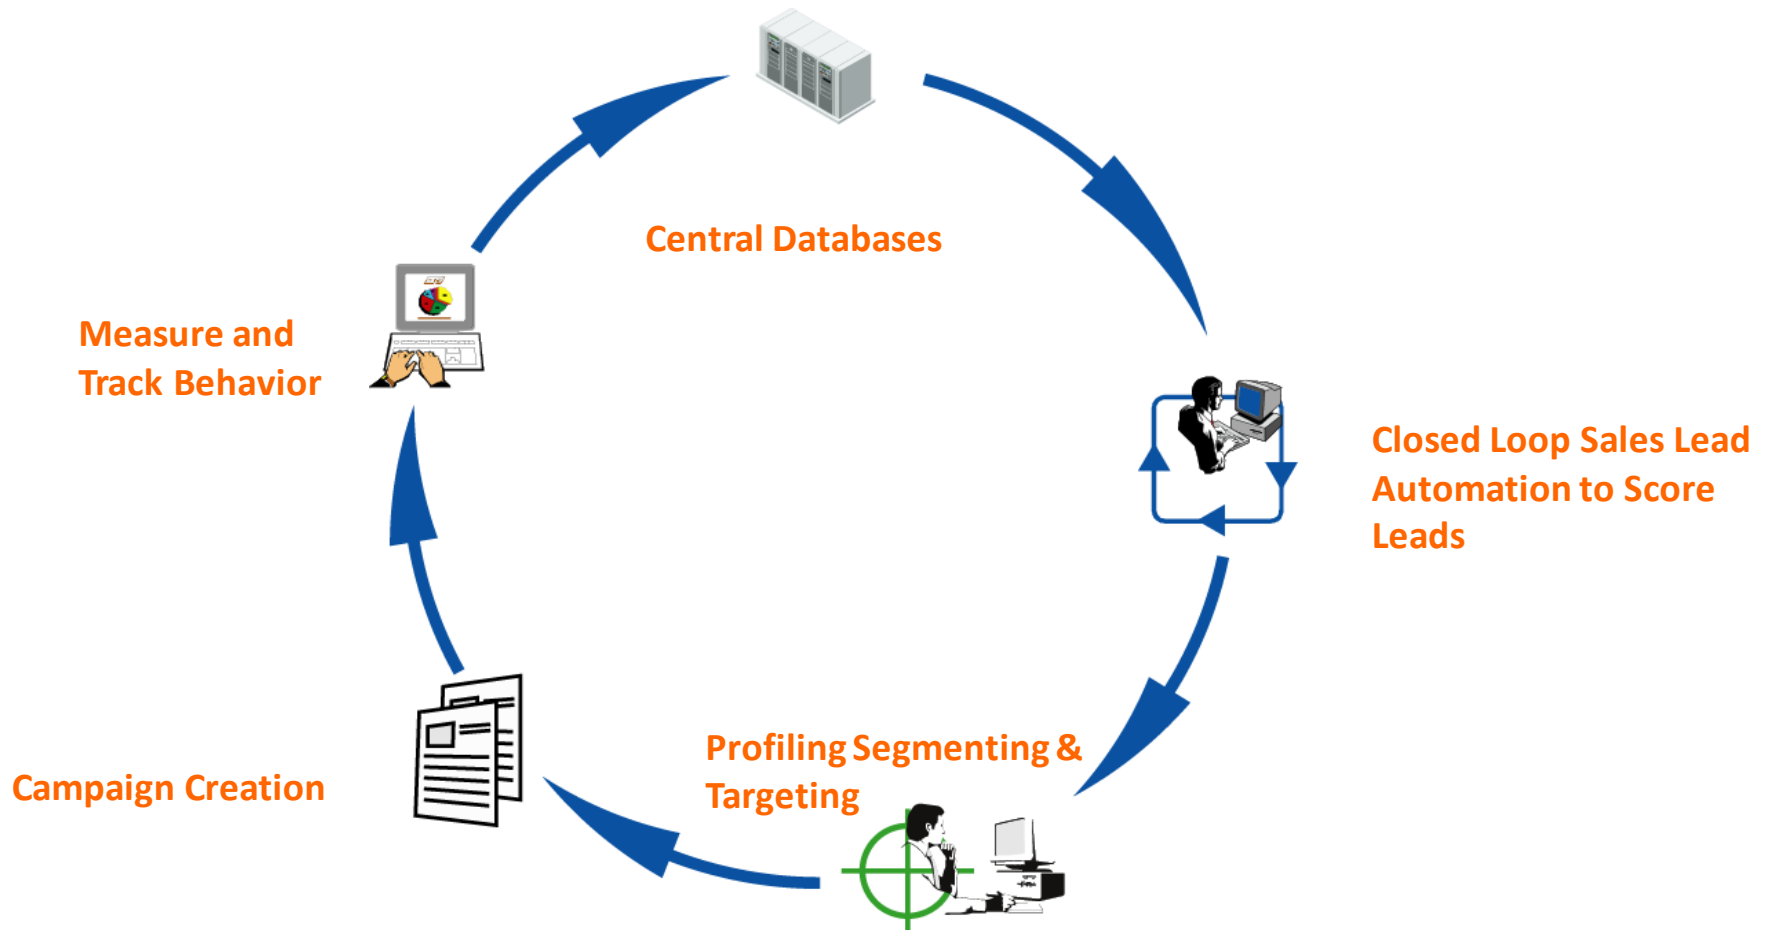 Central Databases
Measure and
Track Behavior
Closed Loop Sales Lead
Automation to Score
Leads
Profiling Segmenting &
Targeting
Campaign Creation